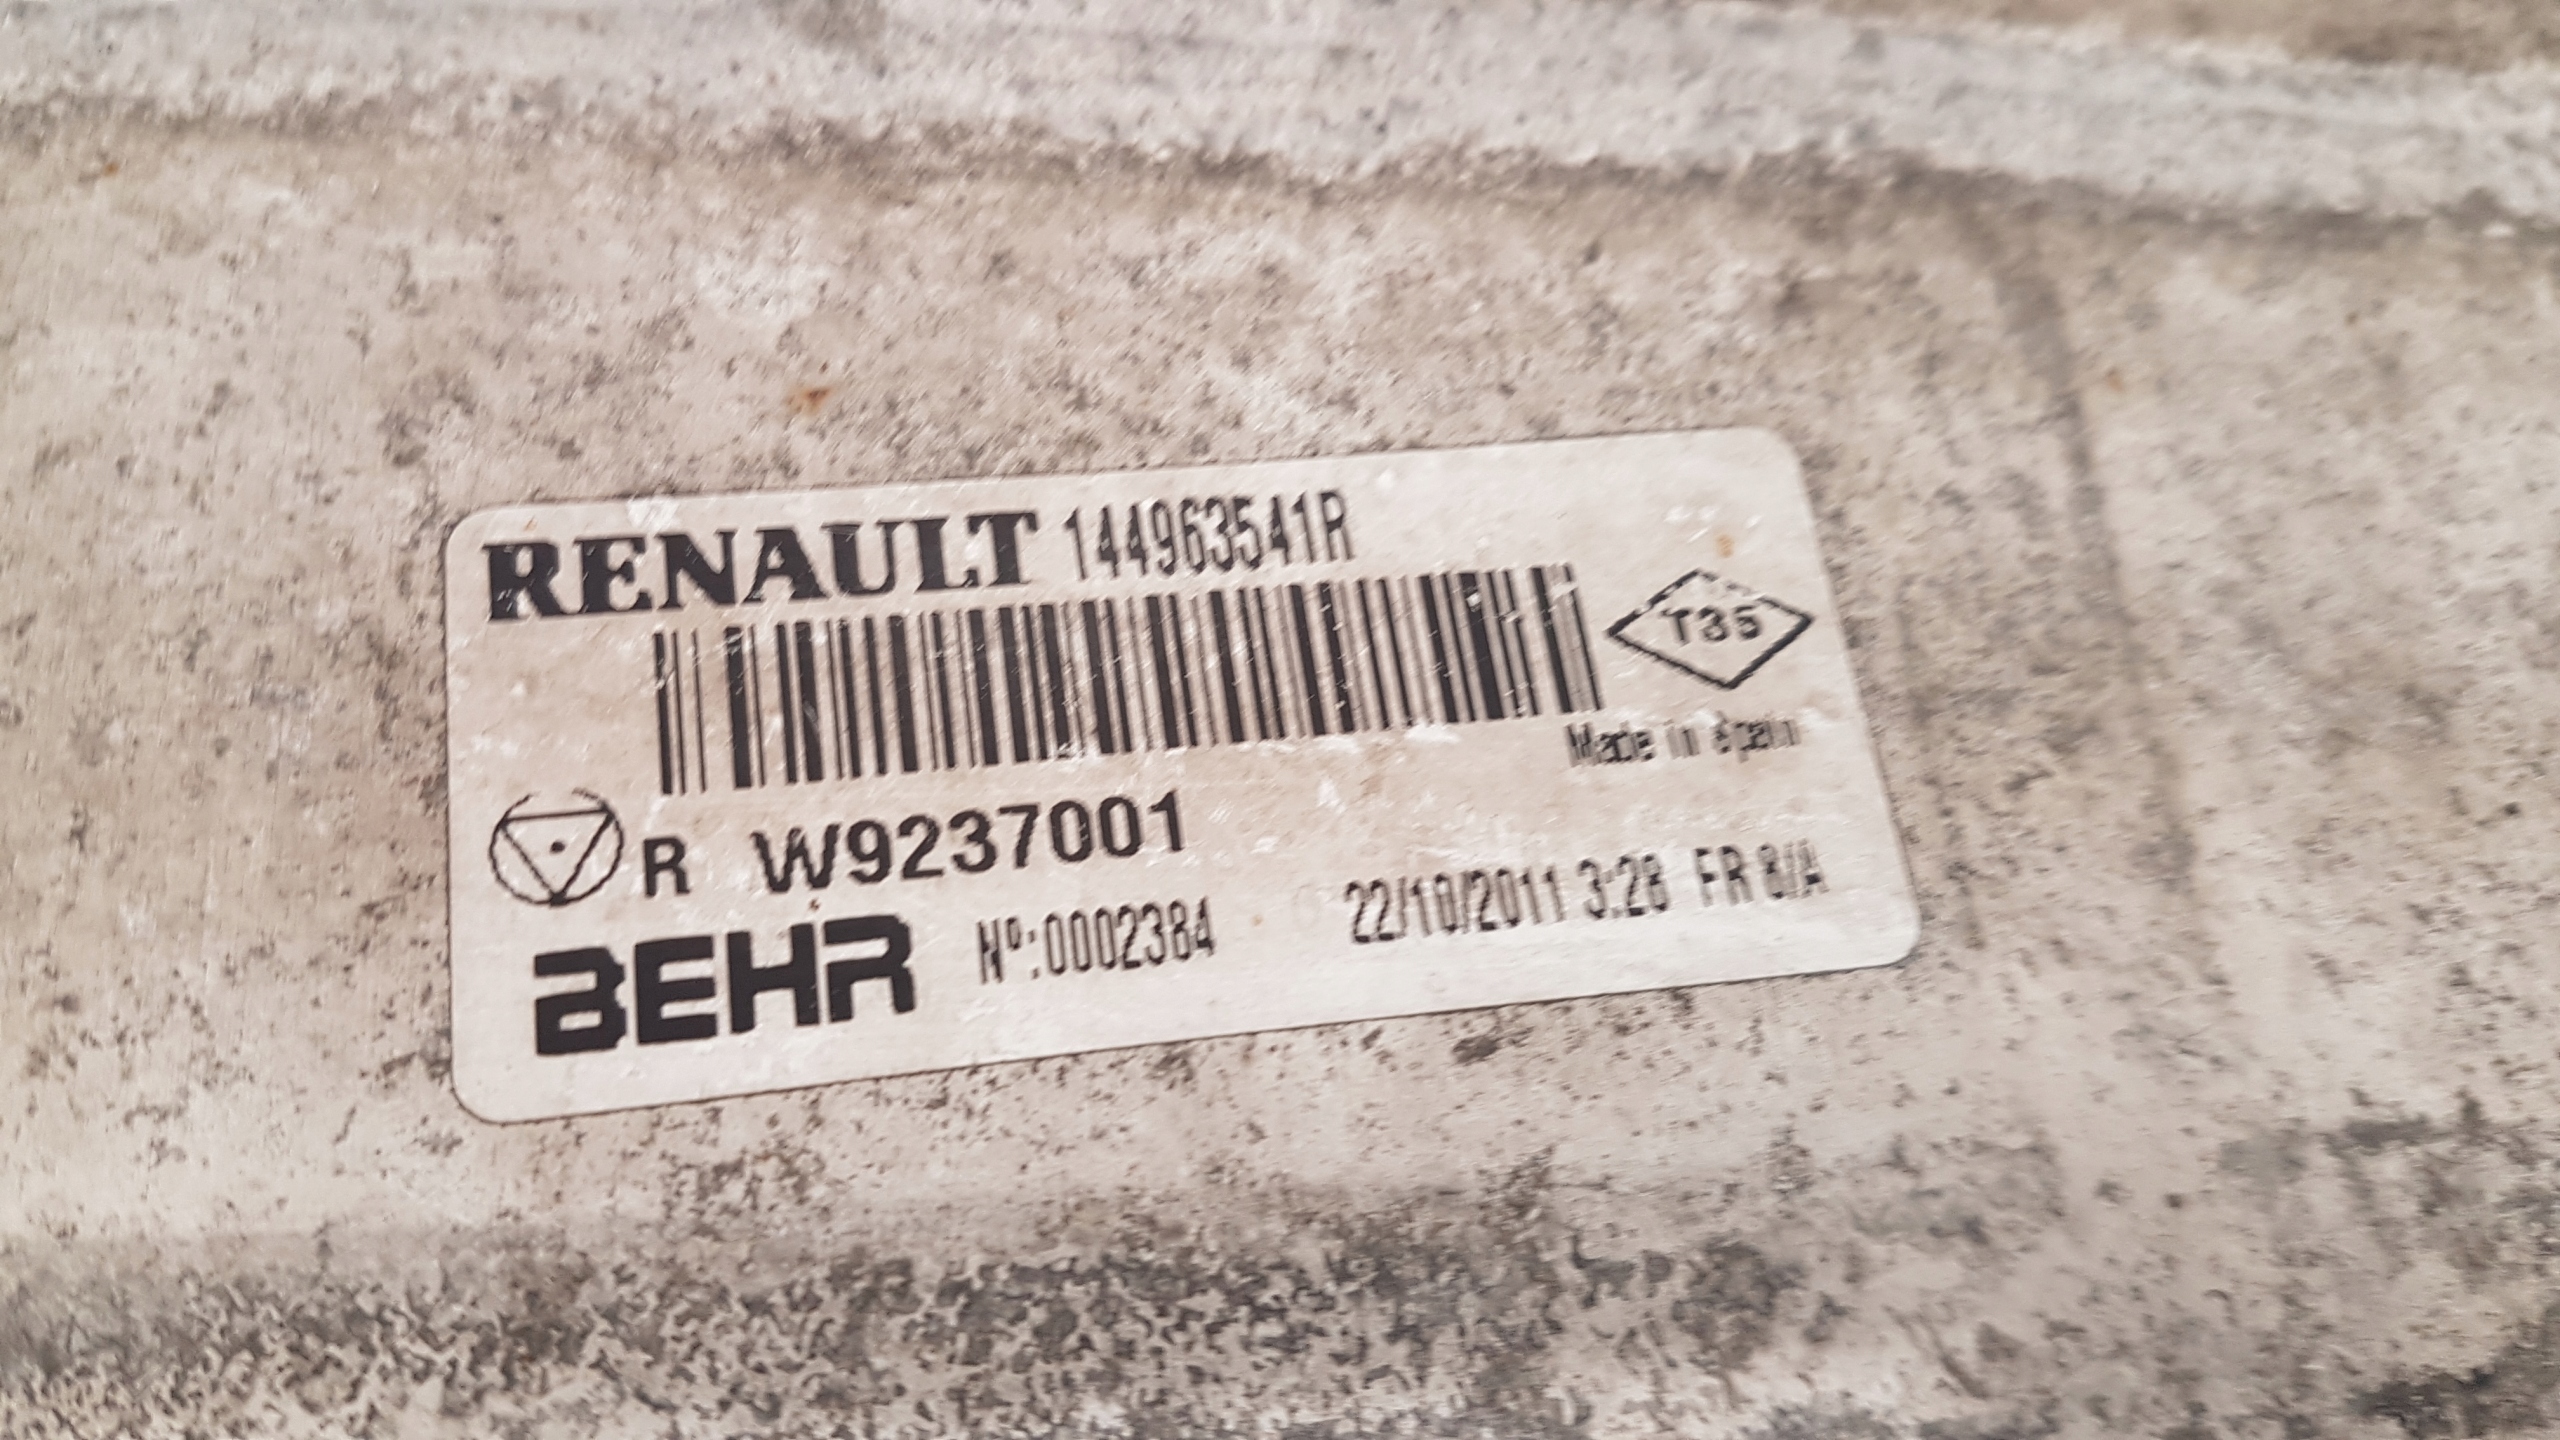 RENAULT 144963541R
T35
Made in Spain
R W9237001
BEHR Nº:0002384 22/10/2011 3:28 FR 8/A